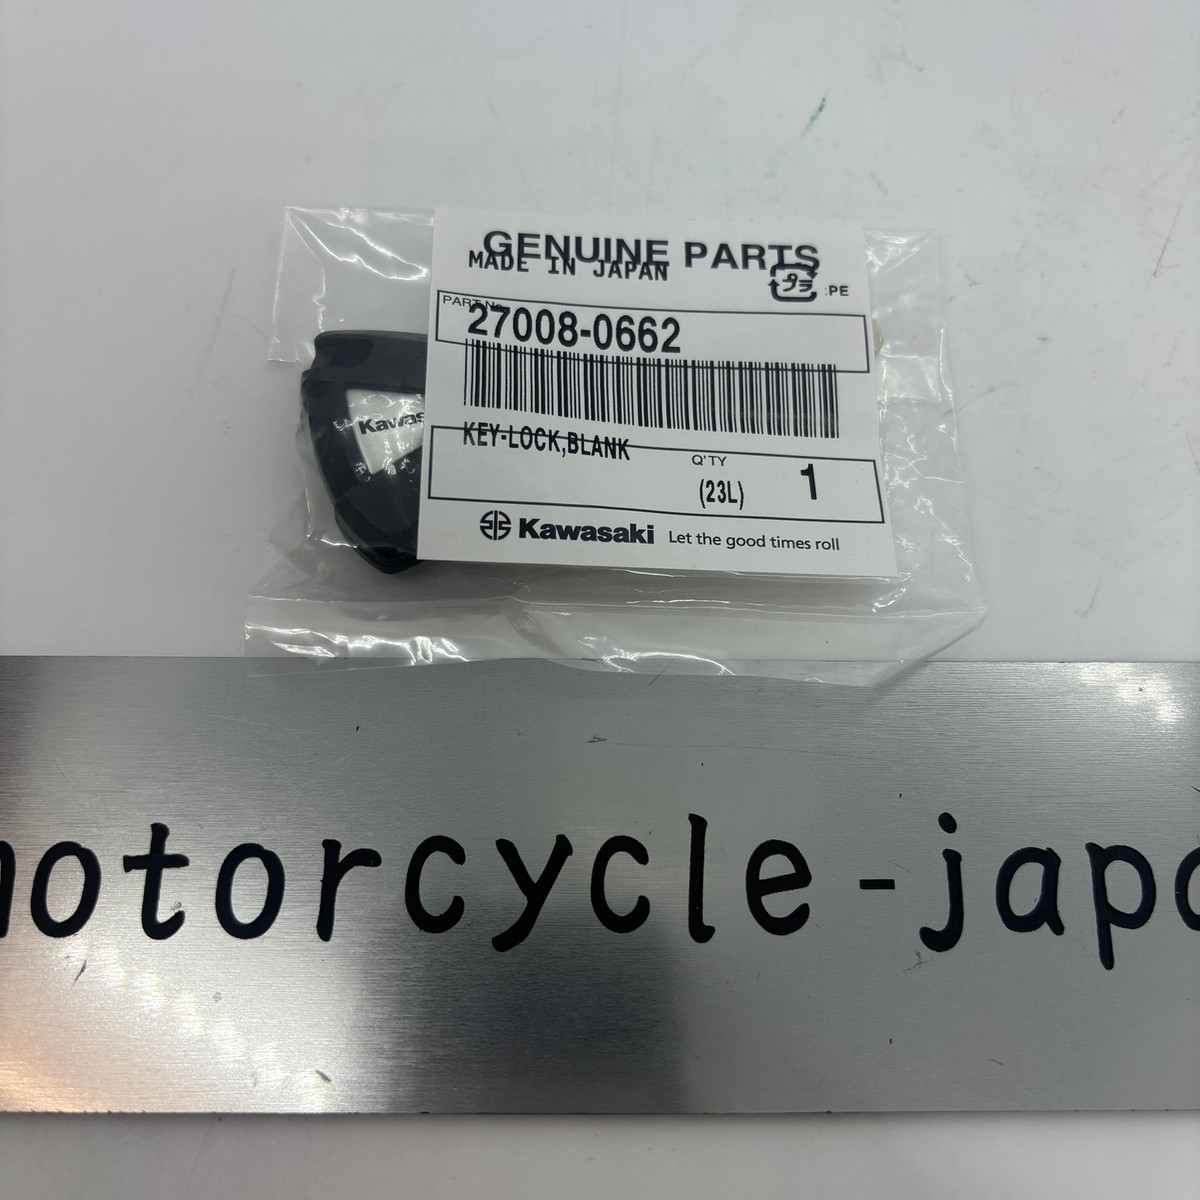 GENUINE PARTS
MADE IN JAPAN
プラ :PE
PART No.
27008-0662
KEY-LOCK,BLANK
Q'TY
(23L) 1
Kawasaki Let the good times roll
Kawas
motorcycle-japa